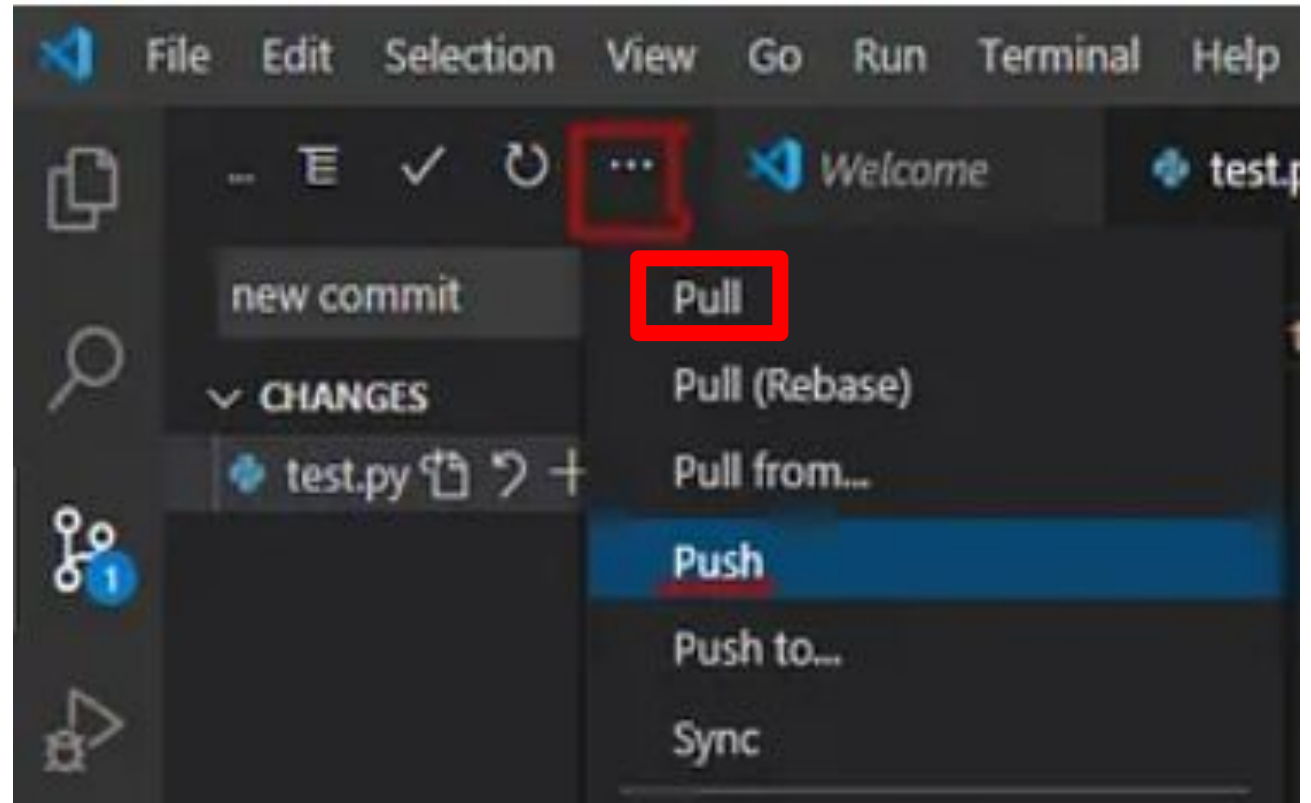 File Edit Selection View Go Run Terminal Help
... ...
Welcome
new commit
Pull
CHANGES
Pull (Rebase)
test.py
Pull from...
1
Push
Push to...
Sync